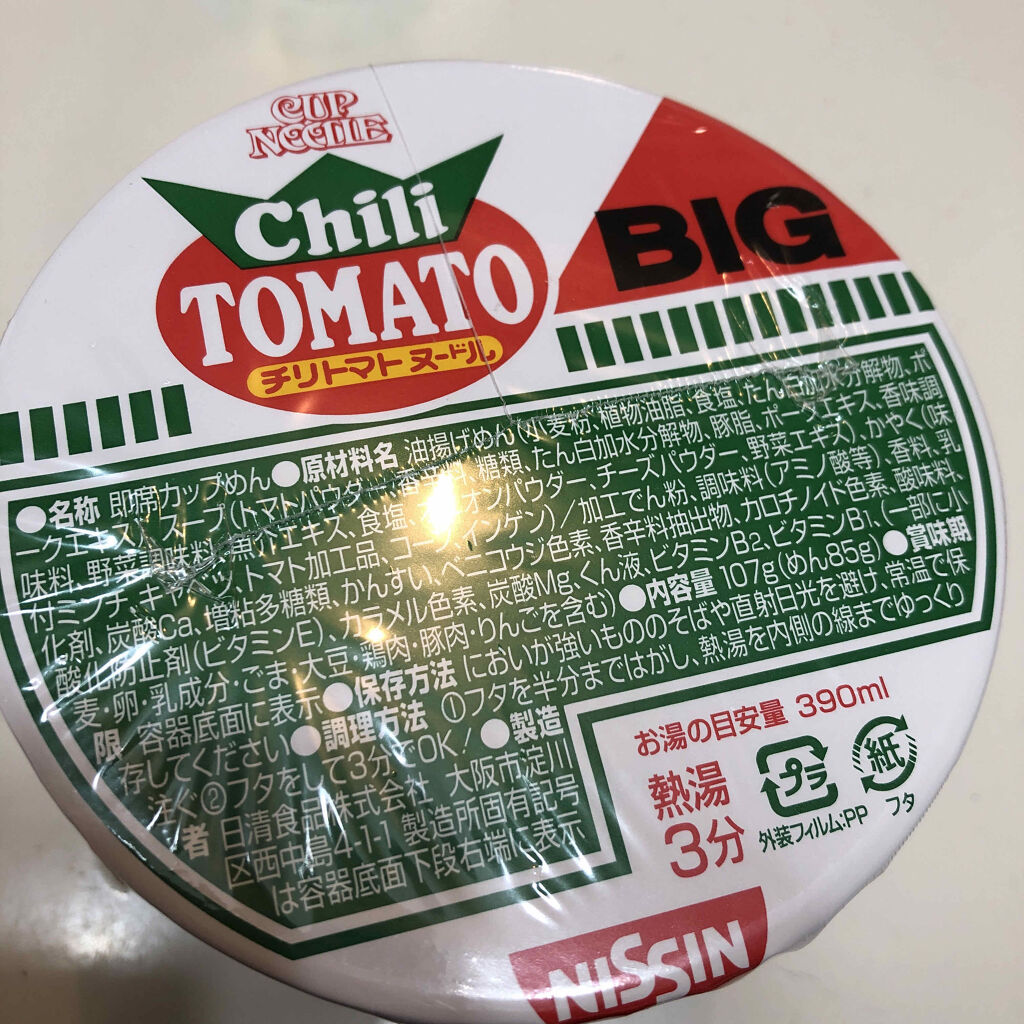 CUP
NOODLE
Chili
TOMATO
チリトマト ヌードル
BIG
●名称 即席カップめん ●原材料名 油揚げめん(小麦粉、植物油脂、食塩、たん白加水分解物、ポ
ークエキス)、スープ(トマトパウダー、糖類、たん白加水分解物、豚脂、ポークエキス、香味調
味料、野菜調味料、エキス、食塩、オンパウダー、チーズパウダー、野菜エキス)、かやく(味
付ミンチ、キャベツ、トマト加工品、コーン、インゲン)/加工でん粉、調味料(アミノ酸等)、香料、乳
化剤、炭酸Ca、増粘多糖類、かんすい、ベニコウジ色素、香辛料抽出物、カロチノイド色素、酸味料、
酸化防止剤(ビタミンE)、カラメル色素、炭酸Mg、くん液、ビタミンB2、ビタミンB1、(一部に小
麦・卵・乳成分・ごま・大豆・鶏肉・豚肉・りんごを含む) ●内容量 107g(めん85g) ●賞味期
限 容器底面に表示 ●保存方法 においが強いもののそばや直射日光を避け、常温で保
存してください ●調理方法 ①フタを半分まではがし、熱湯を内側の線までゆっくり
注ぐ ②フタをして3分でOK! ●製造
者 日清食品株式会社 大阪市淀川
区西中島4-1-1 製造所固有記号
は容器底面下段右端に表示
お湯の目安量 390ml
熱湯
3分
プラ
外装フィルム:PP
紙
フタ
NISSIN